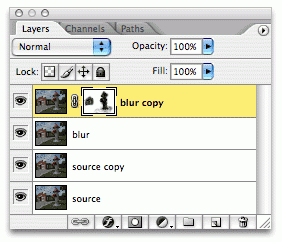 Layers Channels Paths
Normal Opacity: 100%
Lock: Fill: 100%
blur copy
blur
source copy
source